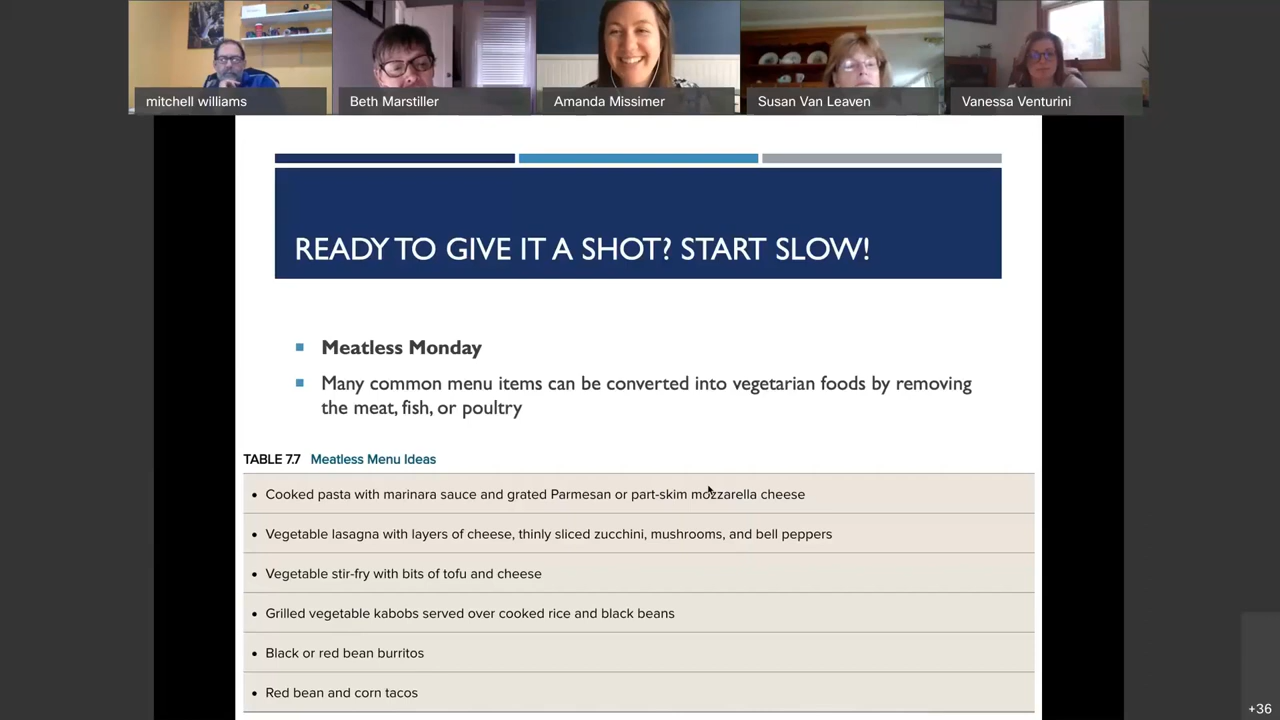 mitchell williams
Beth Marstiller
Amanda Missimer
Susan Van Leaven
Vanessa Venturini
READY TO GIVE IT A SHOT? START SLOW!
Meatless Monday
Many common menu items can be converted into vegetarian foods by removing
the meat, fish, or poultry
TABLE 7.7 Meatless Menu Ideas
• Cooked pasta with marinara sauce and grated Parmesan or part-skim mozzarella cheese
• Vegetable lasagna with layers of cheese, thinly sliced zucchini, mushrooms, and bell peppers
• Vegetable stir-fry with bits of tofu and cheese
• Grilled vegetable kabobs served over cooked rice and black beans
• Black or red bean burritos
• Red bean and corn tacos
+36